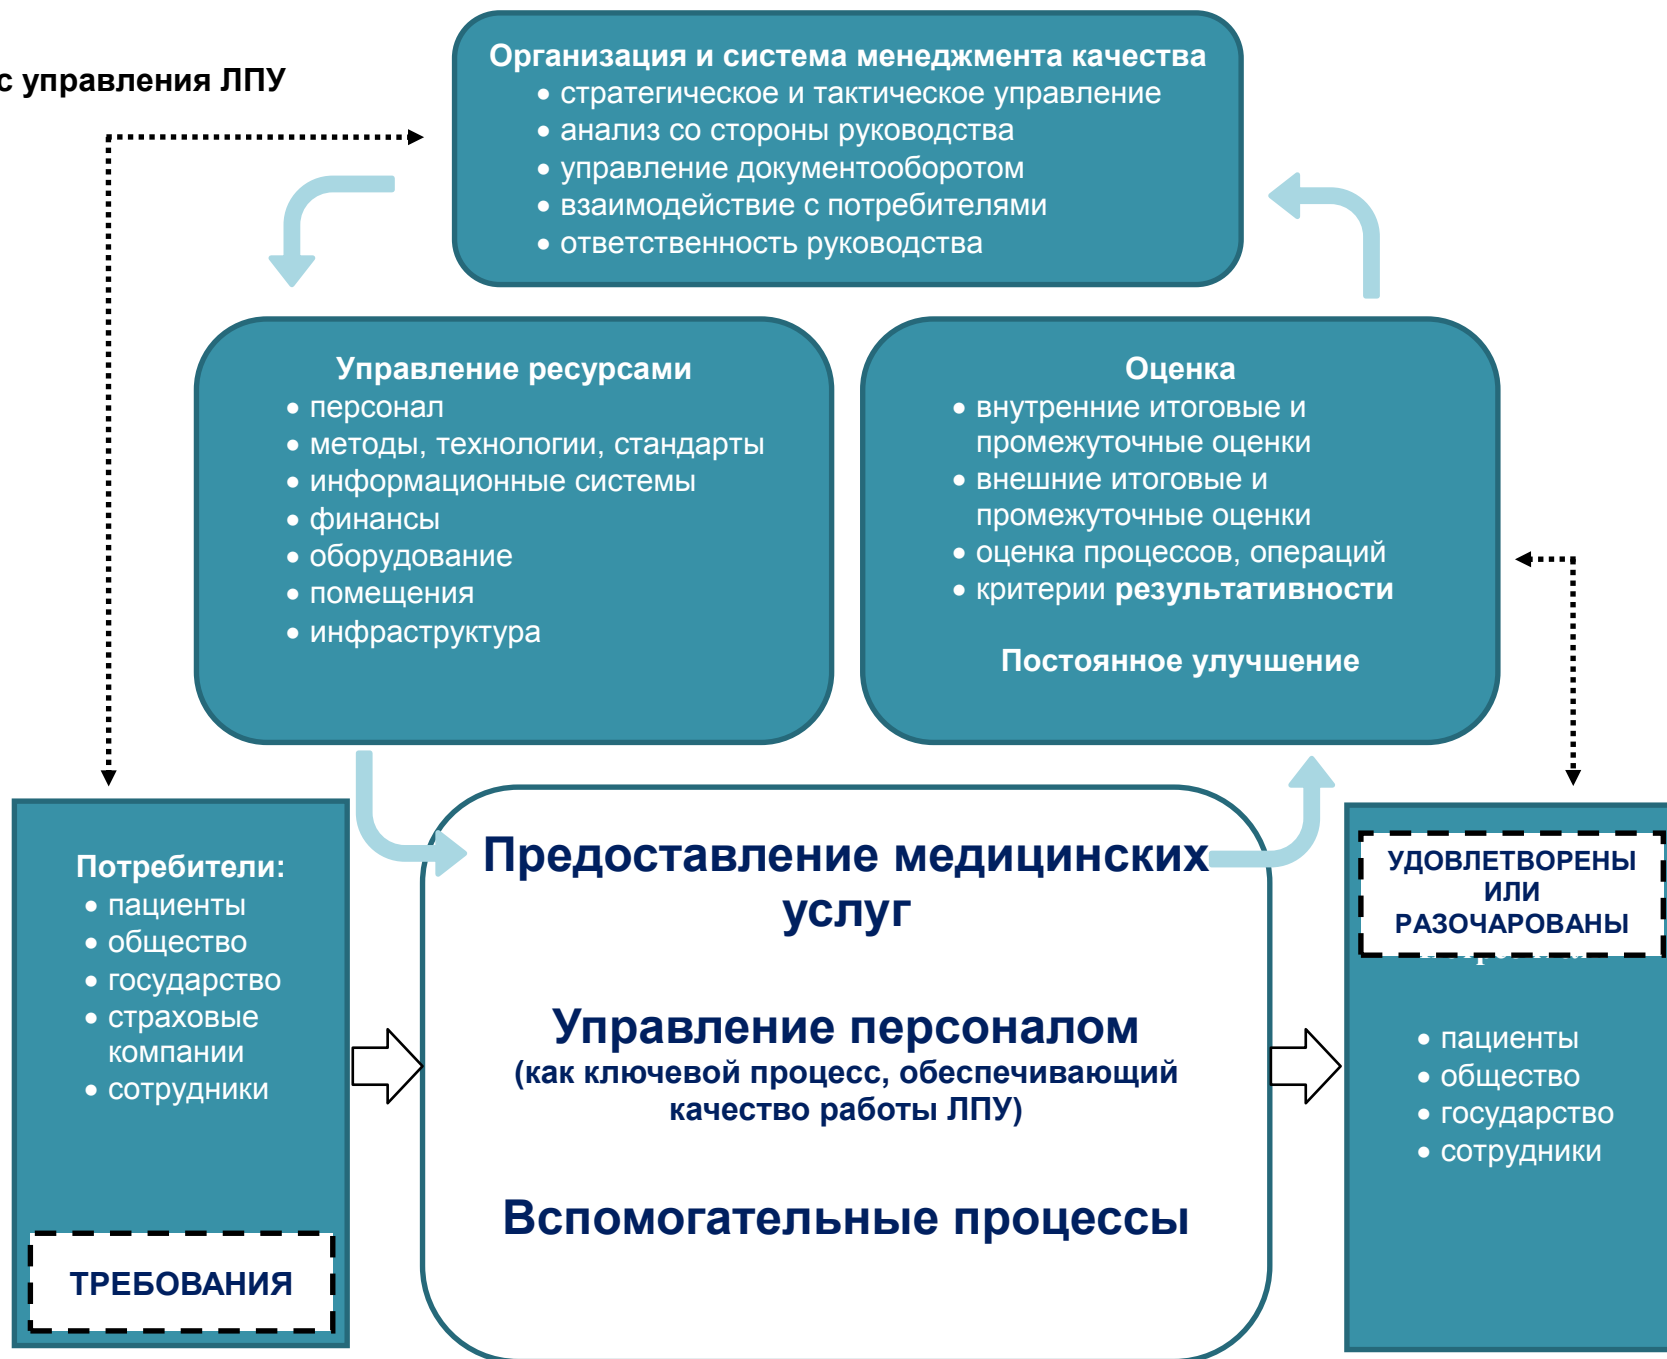 с управления ЛПУ
Организация и система менеджмента качества
• стратегическое и тактическое управление
• анализ со стороны руководства
• управление документооборотом
• взаимодействие с потребителями
• ответственность руководства
Управление ресурсами
• персонал
• методы, технологии, стандарты
• информационные системы
• финансы
• оборудование
• помещения
• инфраструктура
Оценка
• внутренние итоговые и
промежуточные оценки
• внешние итоговые и
промежуточные оценки
• оценка процессов, операций
• критерии результативности
Постоянное улучшение
Потребители:
• пациенты
• общество
• государство
• страховые
компании
• сотрудники
ТРЕБОВАНИЯ
Предоставление медицинских
услуг
Управление персоналом
(как ключевой процесс, обеспечивающий
качество работы ЛПУ)
Вспомогательные процессы
УДОВЛЕТВОРЕНЫ
ИЛИ
РАЗОЧАРОВАНЫ
• пациенты
• общество
• государство
• сотрудники